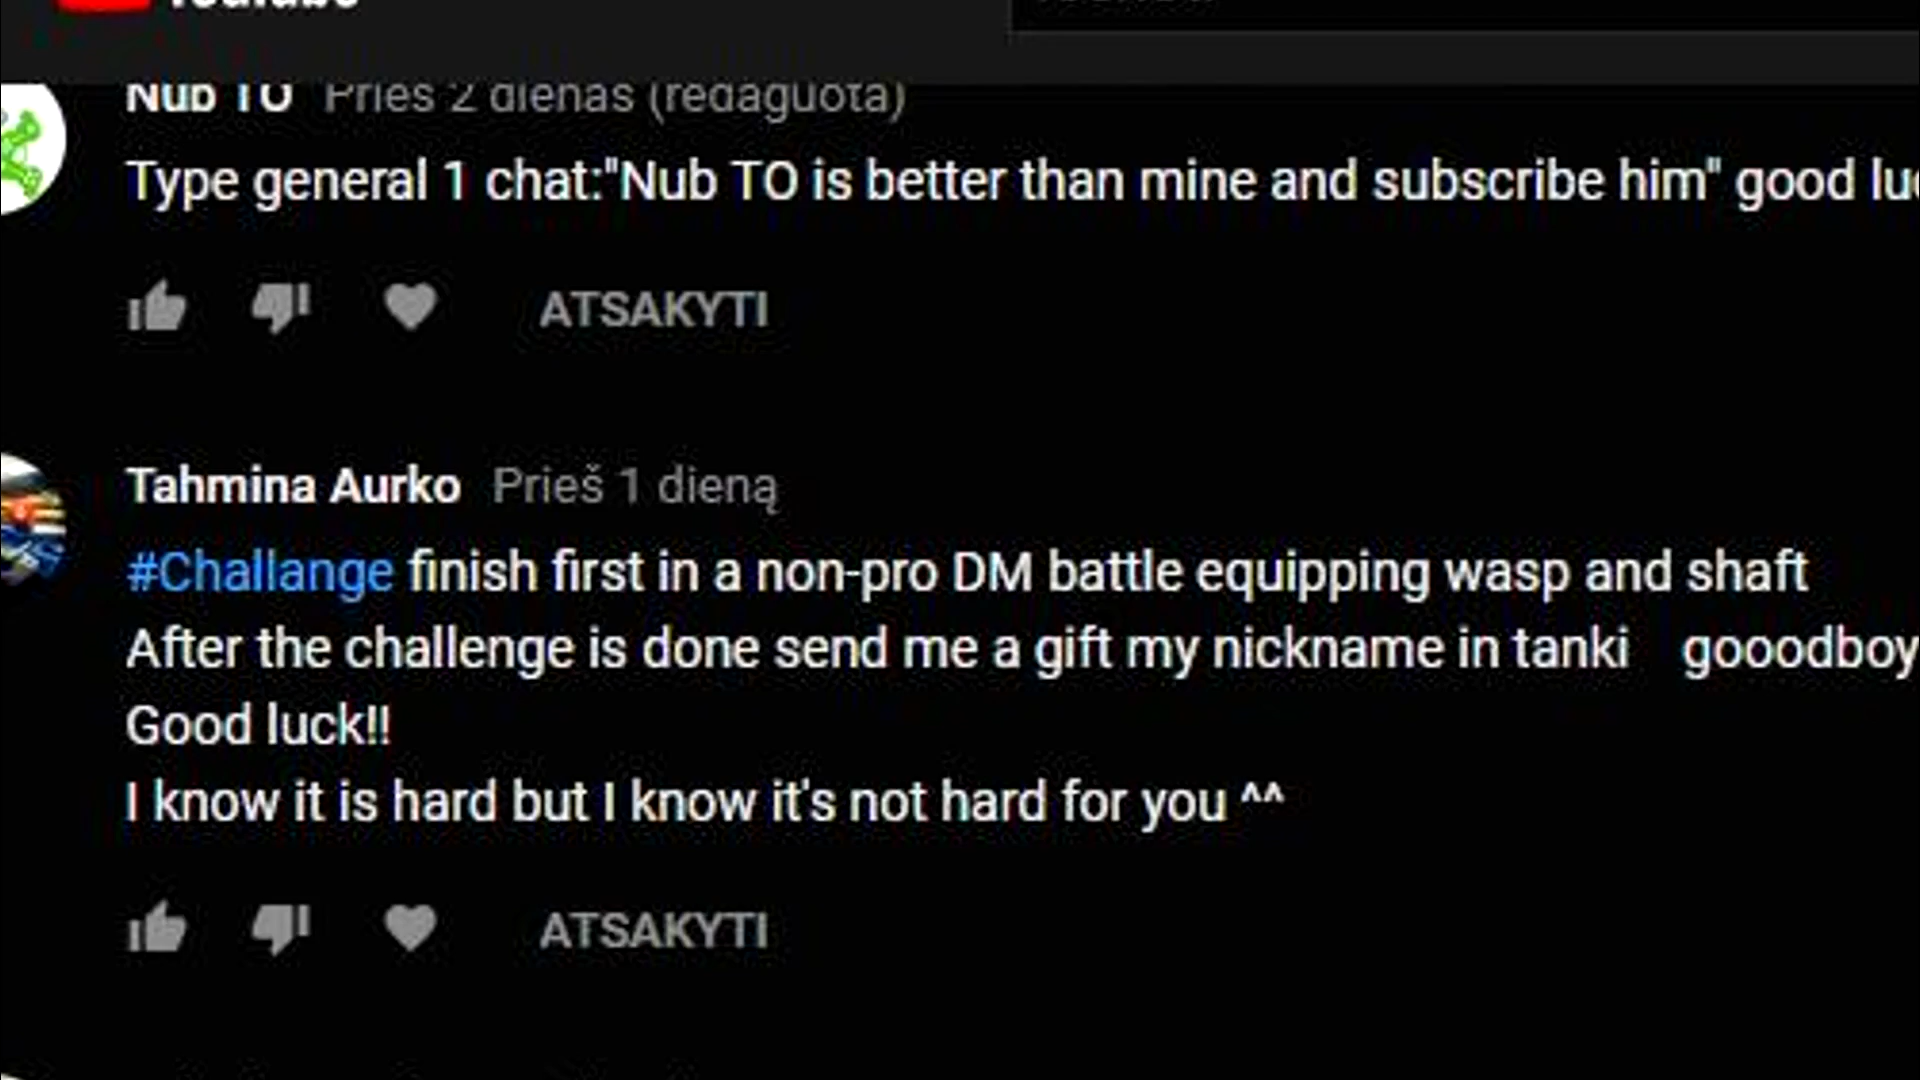 YouTube
Nub TO Prieš 2 dienas (redaguota)
Type general 1 chat:"Nub TO is better than mine and subscribe him" good
ATSAKYTI
Tahmina Aurko Prieš 1 dieną
#Challange finish first in a non-pro DM battle equipping wasp and shaft
After the challenge is done send me a gift my nickname in tanki gooodboy
Good luck!!
I know it is hard but I know it's not hard for you ^^
ATSAKYTI